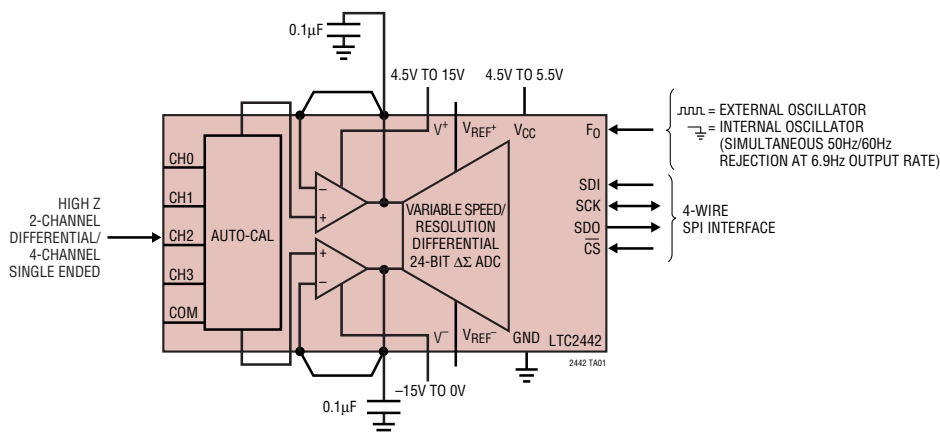 0.1µF
4.5V TO 15V
4.5V TO 5.5V
V+
VREF+
VCC
FO
= EXTERNAL OSCILLATOR
= INTERNAL OSCILLATOR
(SIMULTANEOUS 50Hz/60Hz
REJECTION AT 6.9Hz OUTPUT RATE)
CH0
CH1
CH2
CH3
COM
HIGH Z
2-CHANNEL
DIFFERENTIAL/
4-CHANNEL
SINGLE ENDED
AUTO-CAL
–
+
+
–
VARIABLE SPEED/
RESOLUTION
DIFFERENTIAL
24-BIT ΔΣ ADC
SDI
SCK
SDO
C̅S̅
4-WIRE
SPI INTERFACE
V–
VREF–
GND
LTC2442
2442 TA01
–15V TO 0V
0.1µF